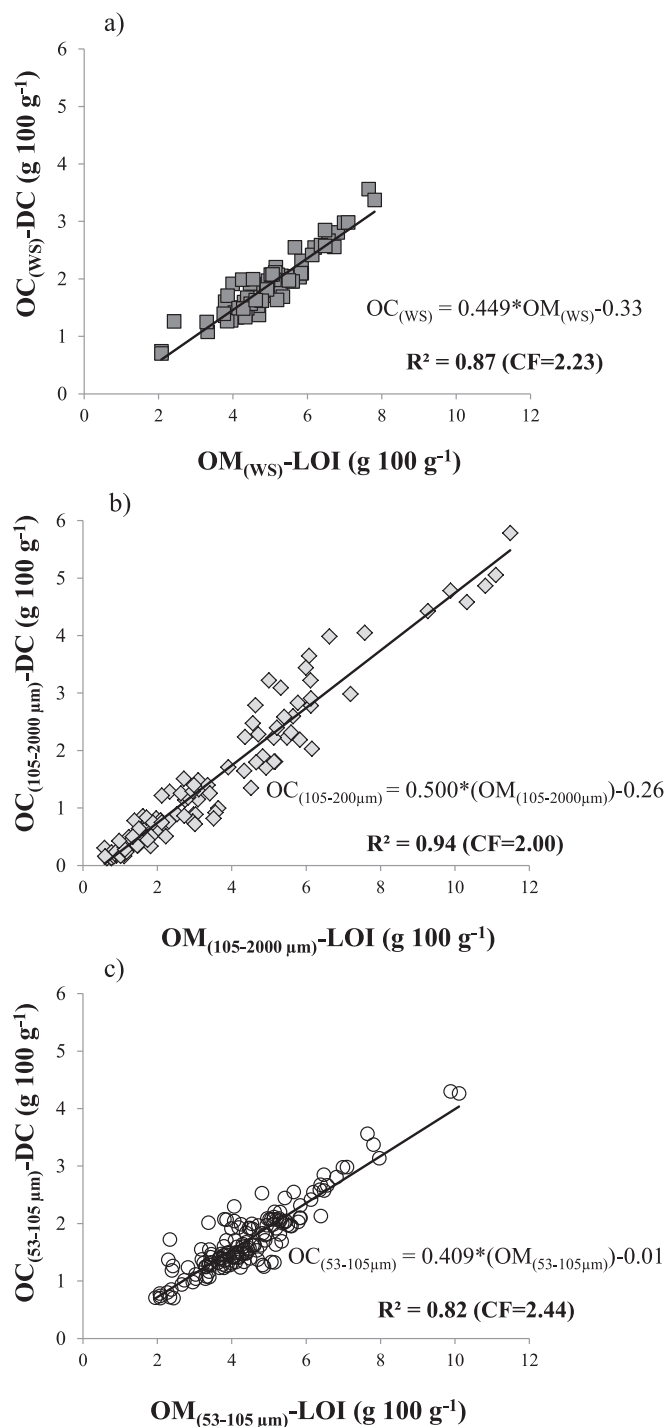 a)
6
5
4
3
2
1
0
OC(WS)-DC (g 100 g-1)
OC(WS) = 0.449*OM(WS)-0.33
R² = 0.87 (CF=2.23)
0 2 4 6 8 10 12
OM(WS)-LOI (g 100 g-1)
b)
6
5
4
3
2
1
0
OC(105-2000 µm)-DC (g 100 g-1)
OC(105-200µm) = 0.500*(OM(105-2000µm))-0.26
R² = 0.94 (CF=2.00)
0 2 4 6 8 10 12
OM(105-2000 µm)-LOI (g 100 g-1)
c)
6
5
4
3
2
1
0
OC(53-105 µm)-DC (g 100 g-1)
OC(53-105µm) = 0.409*(OM(53-105µm))-0.01
R² = 0.82 (CF=2.44)
0 2 4 6 8 10 12
OM(53-105 µm)-LOI (g 100 g-1)